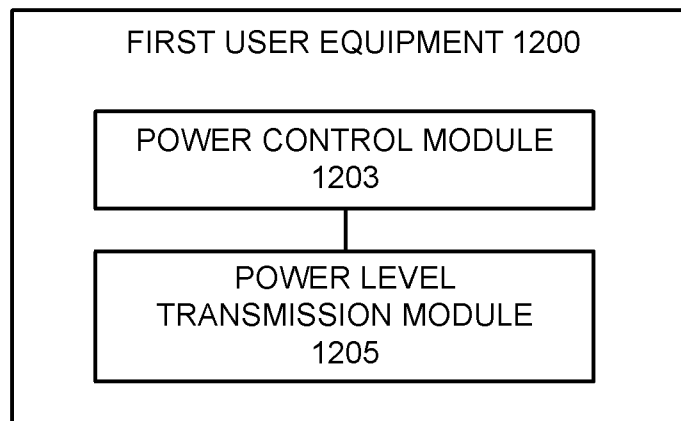 FIRST USER EQUIPMENT 1200
POWER CONTROL MODULE
1203
POWER LEVEL
TRANSMISSION MODULE
1205